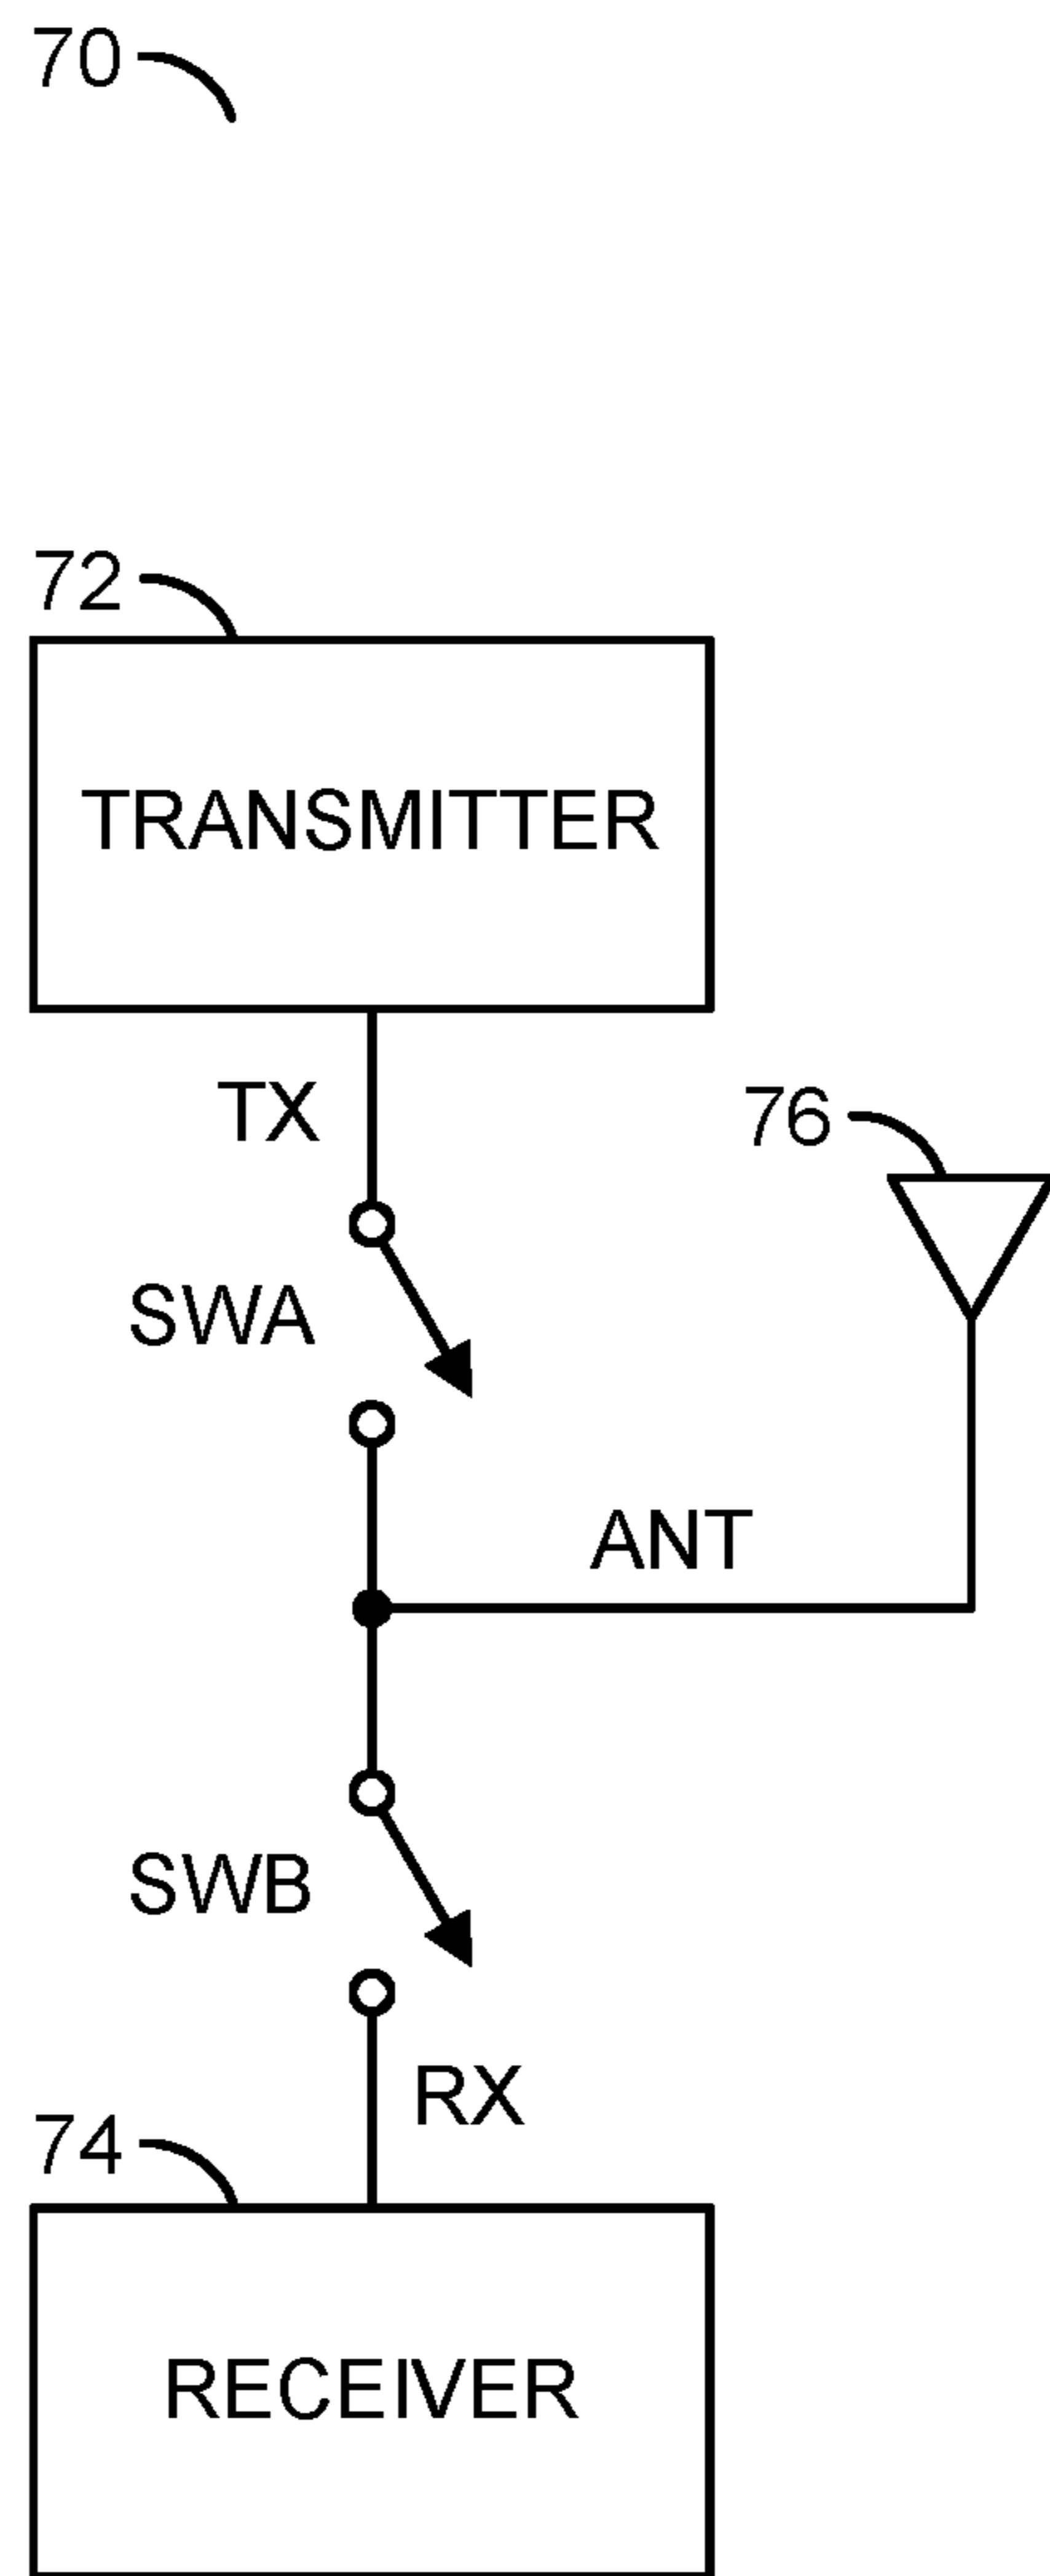 70
72
TRANSMITTER
TX
76
SWA
ANT
SWB
RX
74
RECEIVER